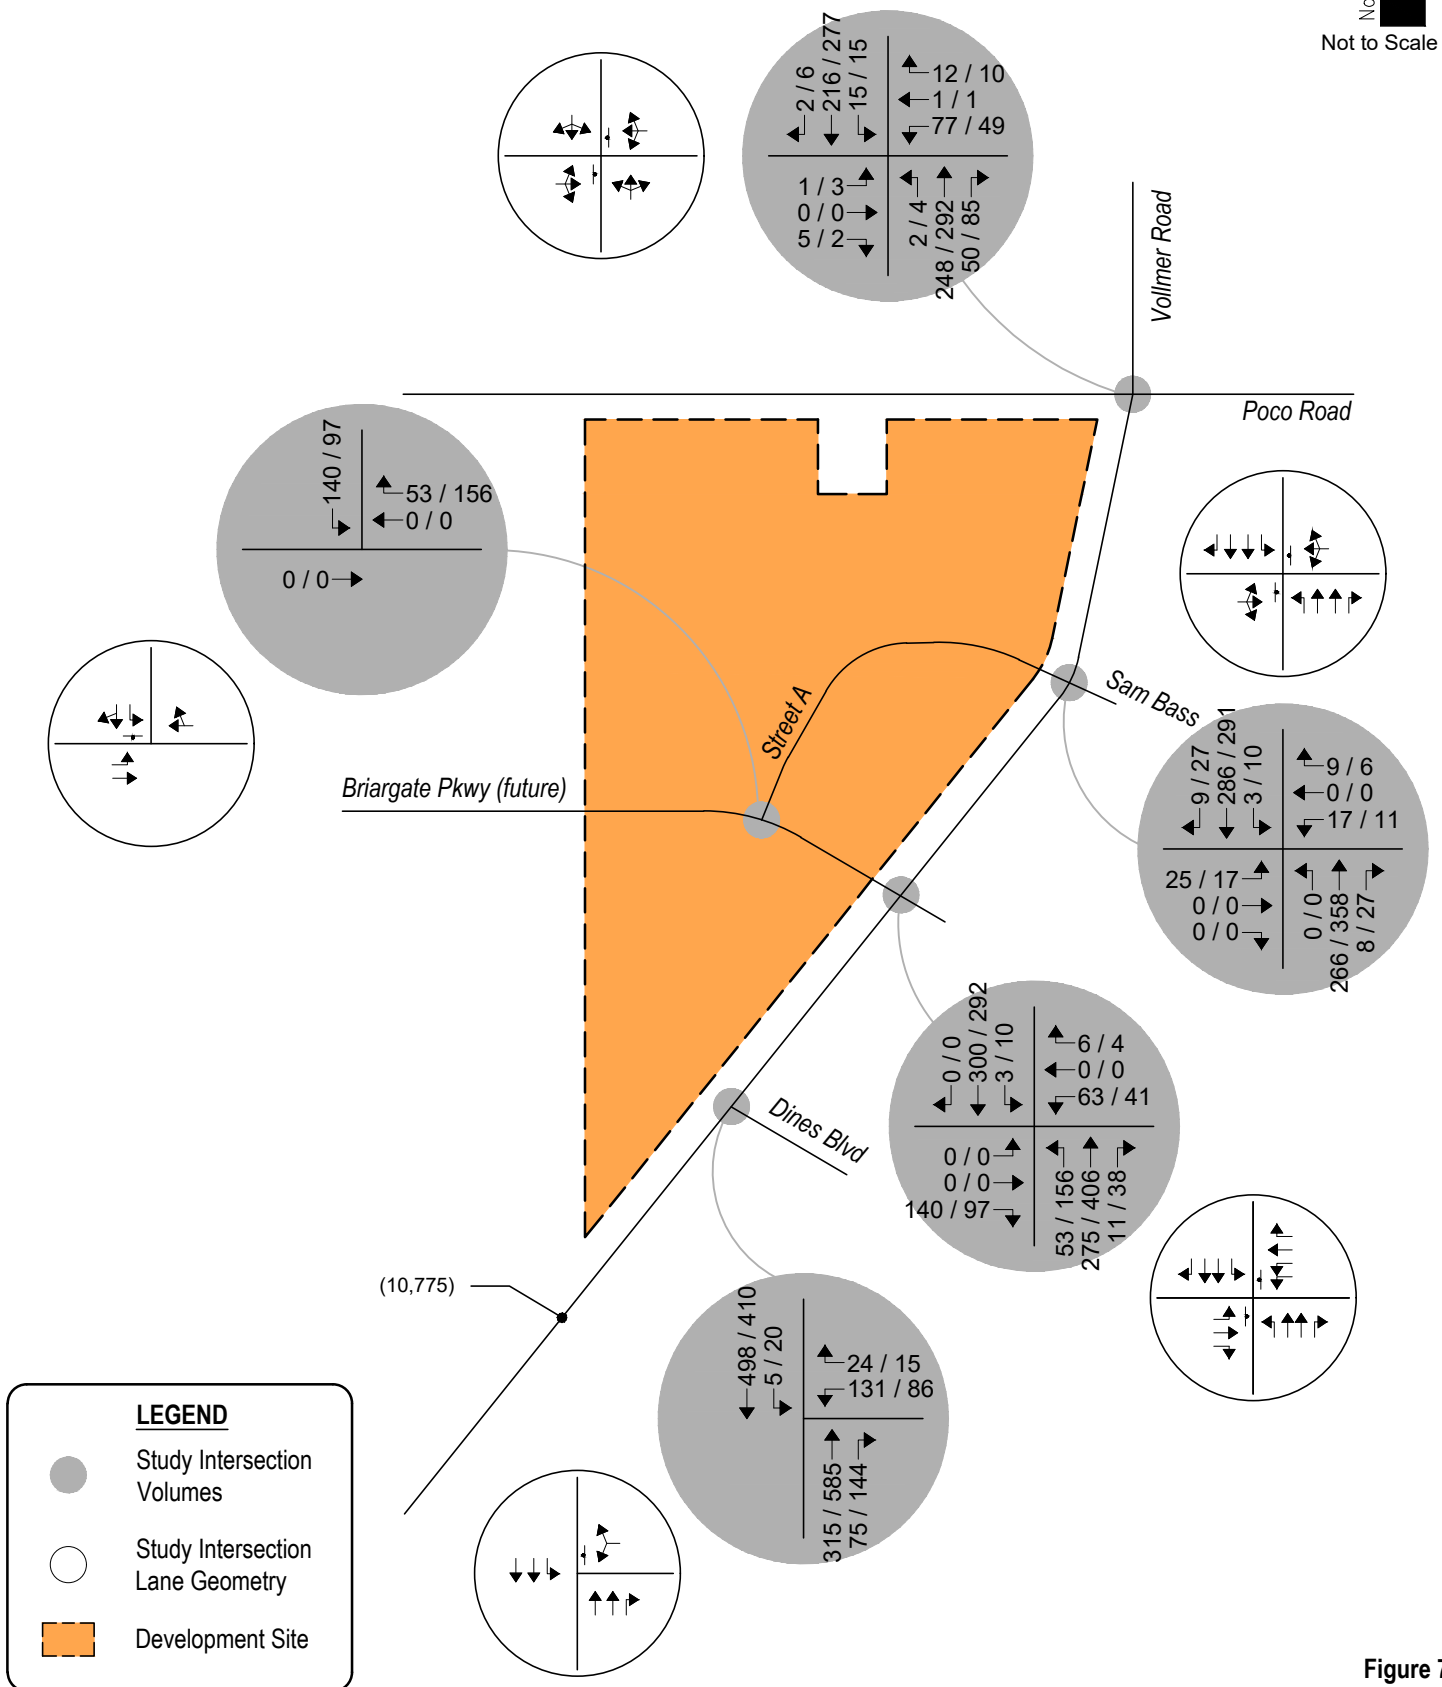 No
Not to Scale
2 / 6
216 / 277
15 / 15
12 / 10
1 / 1
77 / 49
1 / 3
0 / 0
5 / 2
2 / 4
248 / 292
50 / 85
Vollmer Road
Poco Road
140 / 97
53 / 156
0 / 0
0 / 0
Street A
Sam Bass
Briargate Pkwy (future)
9 / 27
286 / 291
3 / 10
9 / 6
0 / 0
17 / 11
25 / 17
0 / 0
0 / 0
0 / 0
266 / 358
8 / 27
0 / 0
300 / 292
3 / 10
6 / 4
0 / 0
63 / 41
0 / 0
0 / 0
140 / 97
53 / 156
275 / 406
11 / 38
Dines Blvd
(10,775)
498 / 410
5 / 20
24 / 15
131 / 86
315 / 585
75 / 144
LEGEND
Study Intersection
Volumes
Study Intersection
Lane Geometry
Development Site
Figure 7